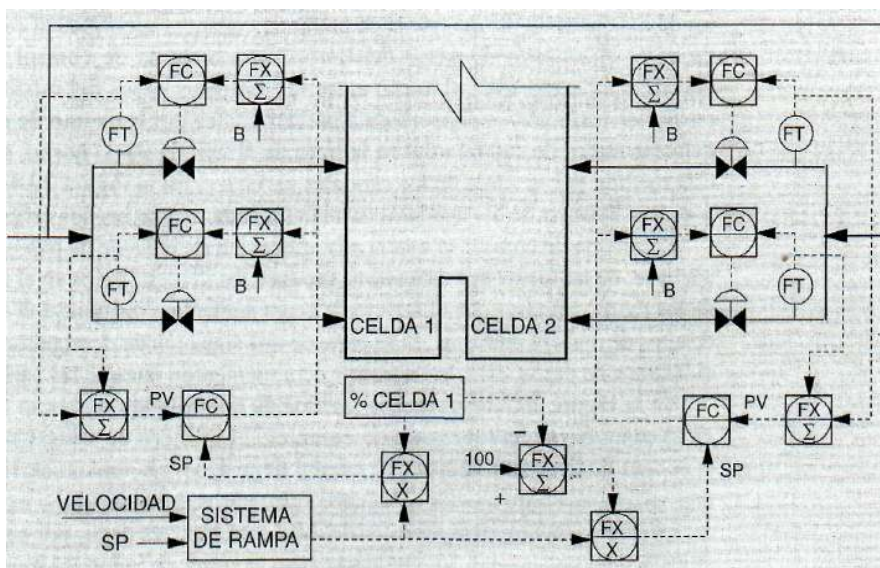 FC
FX
Σ
FX
Σ
FC
FT
B
B
FT
FC
FX
Σ
FX
Σ
FC
FT
B
B
FT
CELDA 1
CELDA 2
FX
Σ
PV
FC
% CELDA 1
FC
PV
FX
Σ
SP
FX
X
100
−
+
FX
Σ
SP
VELOCIDAD
SP
SISTEMA
DE RAMPA
FX
X